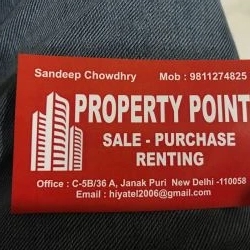 Sandeep Chowdhry Mob : 9811274825
PROPERTY POINT
SALE - PURCHASE
RENTING
Office : C-5B/36 A, Janak Puri New Delhi -110058
Email : hiyatel2006@gmail.com